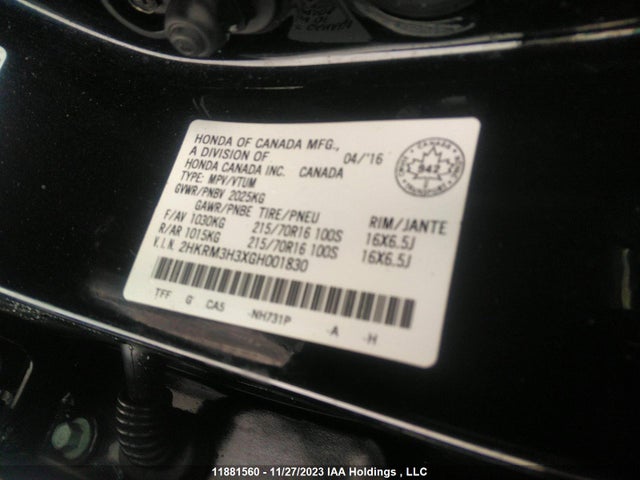 HONDA OF CANADA MFG., 04/'16
A DIVISION OF
HONDA CANADA INC. CANADA
TYPE: MPV/VTUM
GVWR/PNBV 2025KG
GAWR/PNBE TIRE/PNEU RIM/JANTE
F/AV 1030KG 215/70R16 100S 16X6.5J
R/AR 1015KG 215/70R16 100S 16X6.5J
V.I.N. 2HKRM3H3XGH001830
TFF G CA5 -NH731P -A -H
CANADA
TRANSPORT
11881560 - 11/27/2023 IAA Holdings , LLC